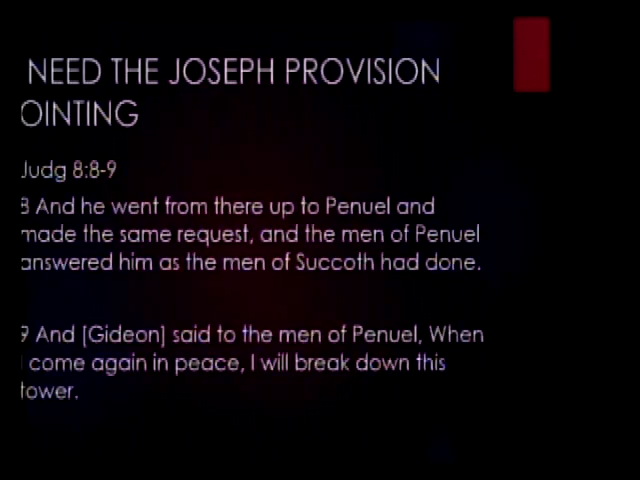 NEED THE JOSEPH PROVISION
OINTING
Judg 8:8-9
8 And he went from there up to Penuel and
made the same request, and the men of Penuel
answered him as the men of Succoth had done.
9 And [Gideon] said to the men of Penuel, When
I come again in peace, I will break down this
tower.